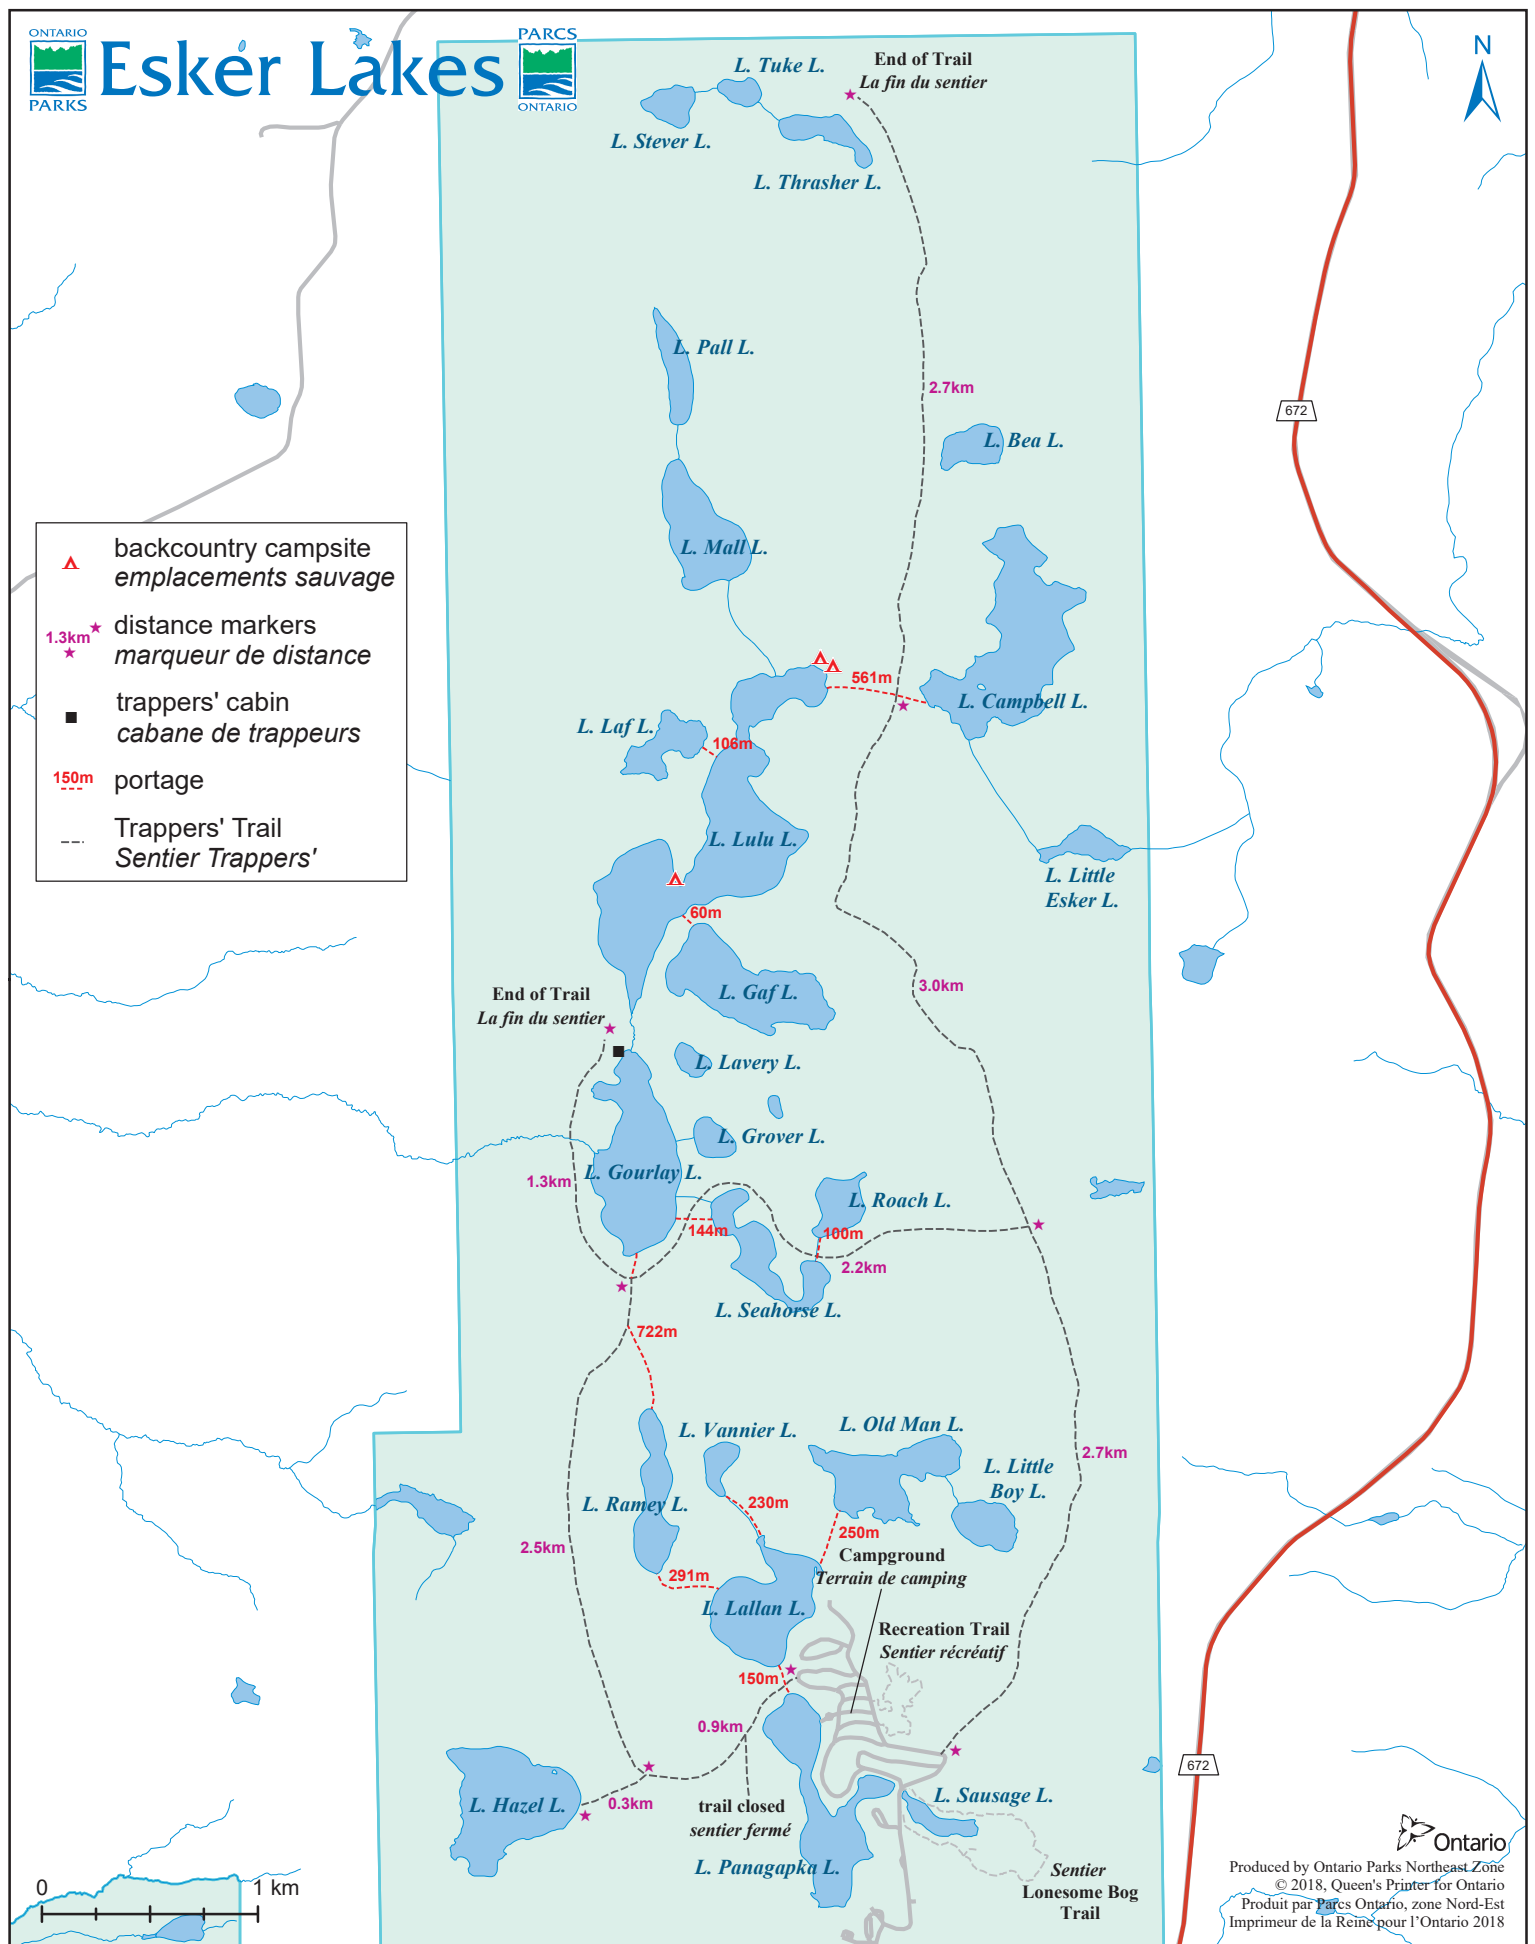 ONTARIO
PARKS
Esker Lakes
PARCS
ONTARIO
N
L. Tuke L.
End of Trail
La fin du sentier
L. Stever L.
L. Thrasher L.
L. Pall L.
2.7km
672
L. Bea L.
backcountry campsite
emplacements sauvage
1.3km
distance markers
marqueur de distance
trappers' cabin
cabane de trappeurs
150m
portage
Trappers' Trail
Sentier Trappers'
L. Mall L.
561m
L. Campbell L.
L. Laf L.
106m
L. Lulu L.
L. Little
Esker L.
60m
L. Gaf L.
3.0km
End of Trail
La fin du sentier
L. Lavery L.
L. Grover L.
L. Gourlay L.
1.3km
L. Roach L.
144m
100m
2.2km
L. Seahorse L.
722m
L. Vannier L.
L. Old Man L.
L. Little
Boy L.
2.7km
L. Ramey L.
230m
250m
2.5km
Campground
Terrain de camping
291m
L. Lallan L.
Recreation Trail
Sentier récréatif
150m
0.9km
672
L. Hazel L.
0.3km
trail closed
sentier fermé
L. Sausage L.
L. Panagapka L.
Sentier
Lonesome Bog
Trail
0
1 km
Ontario
Produced by Ontario Parks Northeast Zone
© 2018, Queen's Printer for Ontario
Produit par Parcs Ontario, zone Nord-Est
Imprimeur de la Reine pour l'Ontario 2018